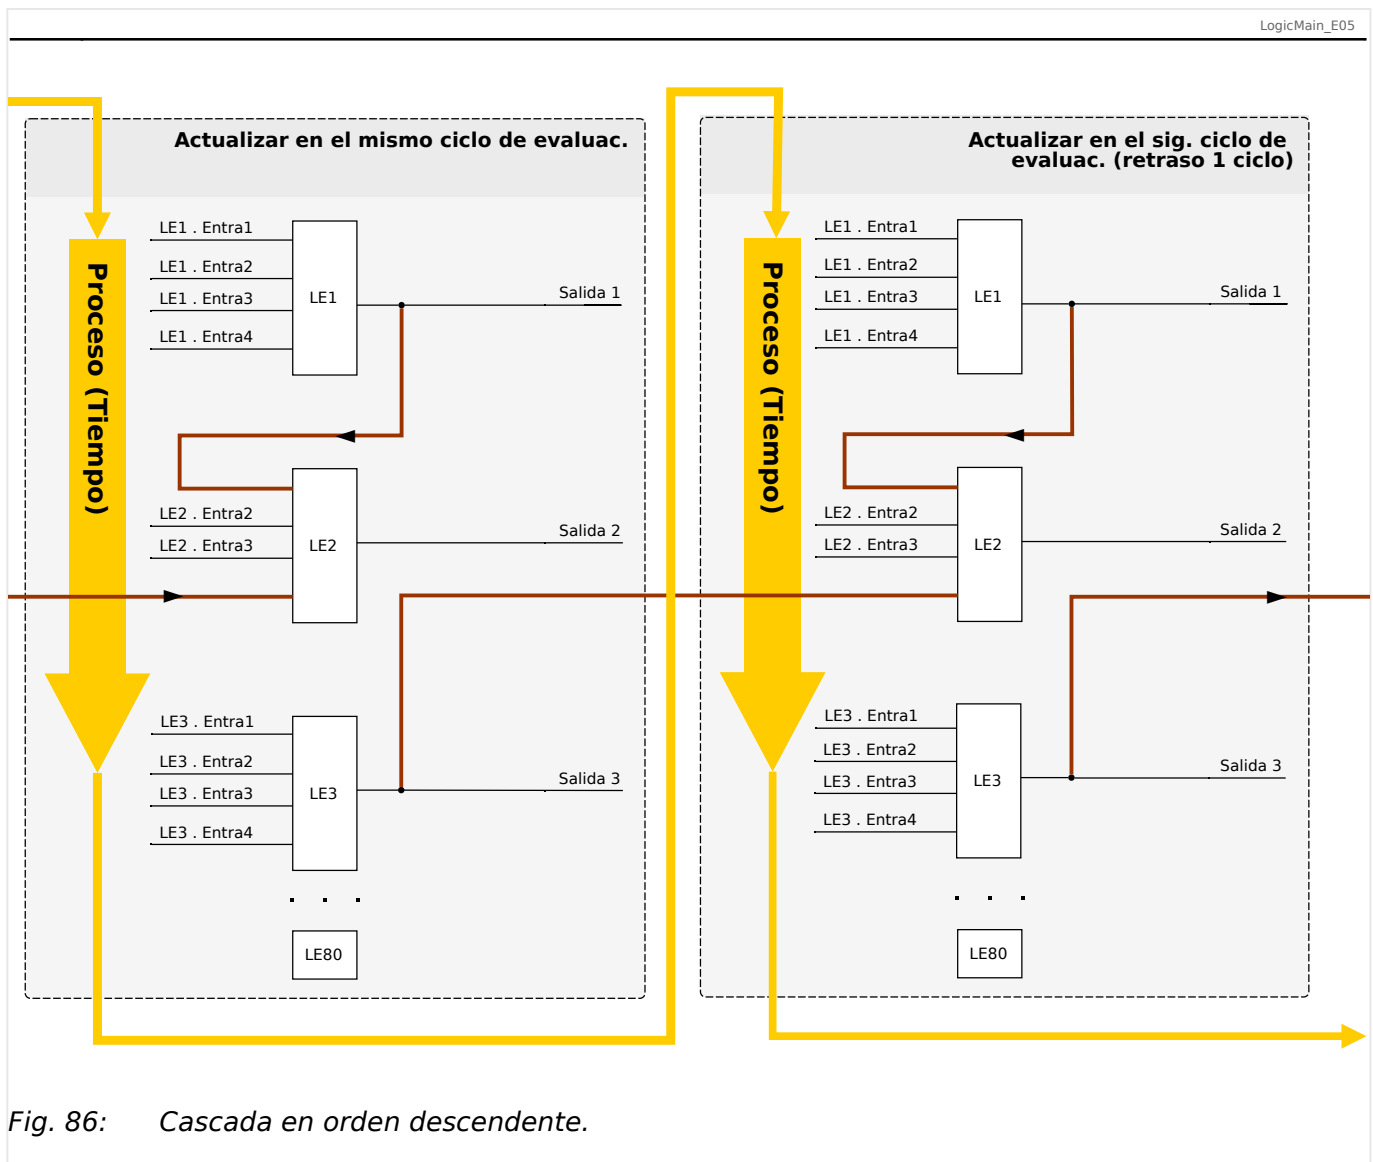 LogicMain_E05
Actualizar en el mismo ciclo de evaluac.
Proceso (Tiempo)
LE1 . Entra1
LE1 . Entra2
LE1 . Entra3
LE1 . Entra4
LE1
Salida 1
LE2 . Entra2
LE2 . Entra3
LE2
Salida 2
LE3 . Entra1
LE3 . Entra2
LE3 . Entra3
LE3 . Entra4
LE3
Salida 3
. . .
LE80
Actualizar en el sig. ciclo de
evaluac. (retraso 1 ciclo)
Proceso (Tiempo)
LE1 . Entra1
LE1 . Entra2
LE1 . Entra3
LE1 . Entra4
LE1
Salida 1
LE2 . Entra2
LE2 . Entra3
LE2
Salida 2
LE3 . Entra1
LE3 . Entra2
LE3 . Entra3
LE3 . Entra4
LE3
Salida 3
. . .
LE80
Fig. 86: Cascada en orden descendente.